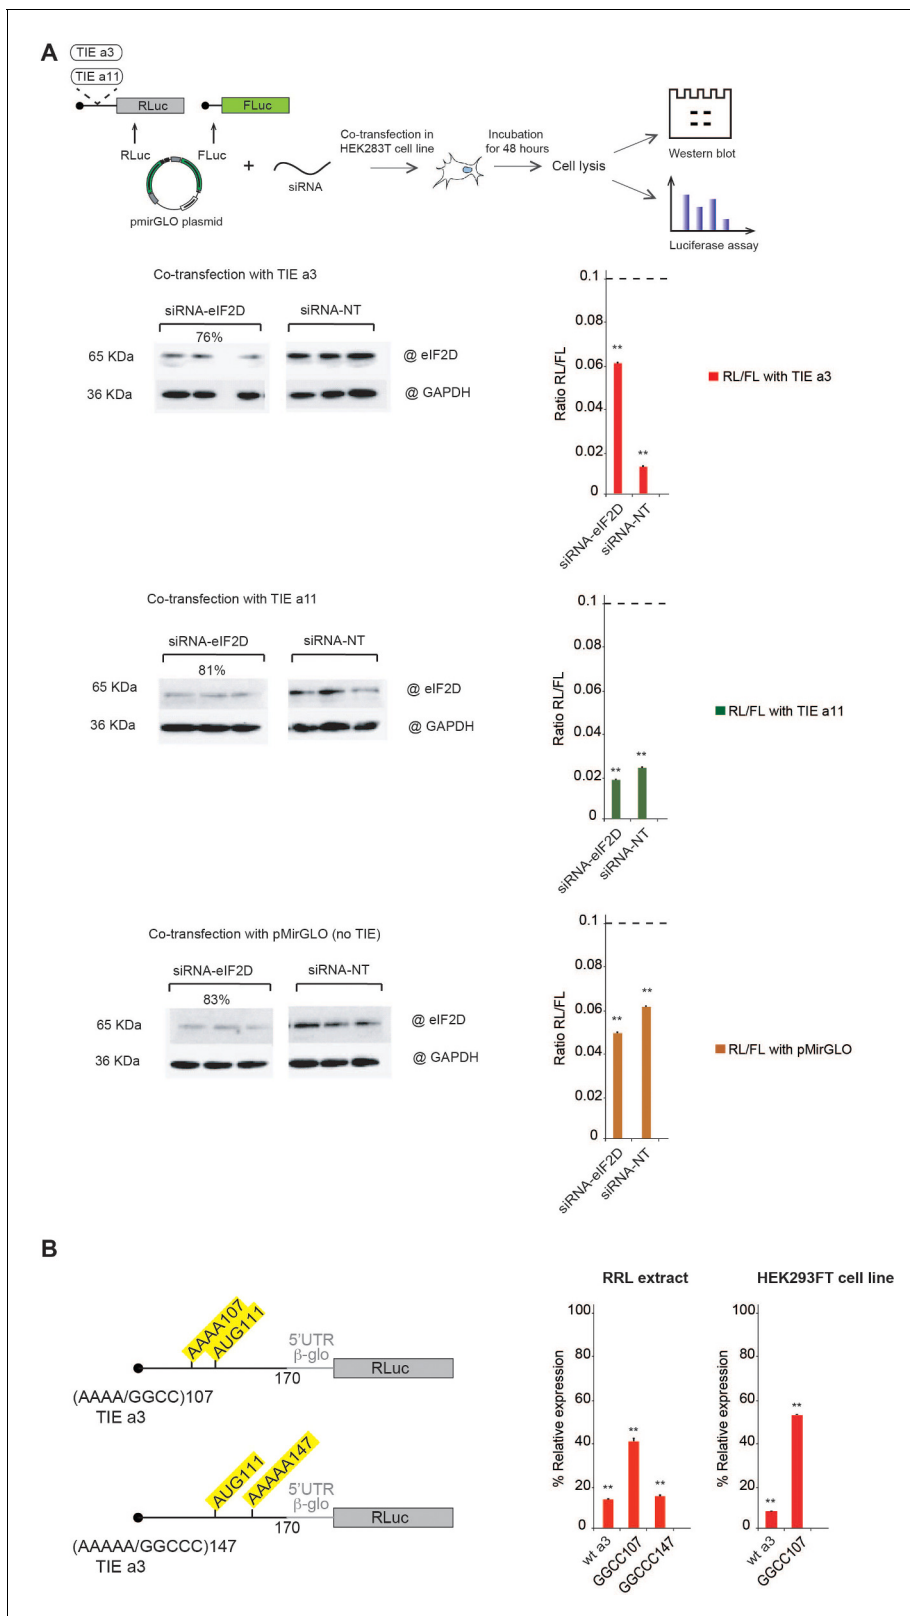 A
TIE a3
TIE a11
RLuc
FLuc
RLuc
FLuc
pmirGLO plasmid
+
siRNA
Co-transfection in
HEK283T cell line
Incubation
for 48 hours
Cell lysis
Western blot
Luciferase assay
Co-transfection with TIE a3
siRNA-eIF2D
siRNA-NT
76%
65 KDa
@ eIF2D
36 KDa
@ GAPDH
Ratio RL/FL
0.1
0.08
0.06
0.04
0.02
0
**
**
siRNA-eIF2D
siRNA-NT
RL/FL with TIE a3
Co-transfection with TIE a11
siRNA-eIF2D
siRNA-NT
81%
65 KDa
@ eIF2D
36 KDa
@ GAPDH
Ratio RL/FL
0.1
0.08
0.06
0.04
0.02
0
**
**
siRNA-eIF2D
siRNA-NT
RL/FL with TIE a11
Co-transfection with pMirGLO (no TIE)
siRNA-eIF2D
siRNA-NT
83%
65 KDa
@ eIF2D
36 KDa
@ GAPDH
Ratio RL/FL
0.1
0.08
0.06
0.04
0.02
0
**
**
siRNA-eIF2D
siRNA-NT
RL/FL with pMirGLO
B
AAAA107
AUG111
5'UTR
β-glo
170
RLuc
(AAAA/GGCC)107
TIE a3
AUG111
AAAAA147
5'UTR
β-glo
170
RLuc
(AAAAA/GGCCC)147
TIE a3
RRL extract
% Relative expression
100
80
60
40
20
0
**
**
**
wt a3
GGCC107
GGCCC147
HEK293FT cell line
% Relative expression
100
80
60
40
20
0
**
**
wt a3
GGCC107